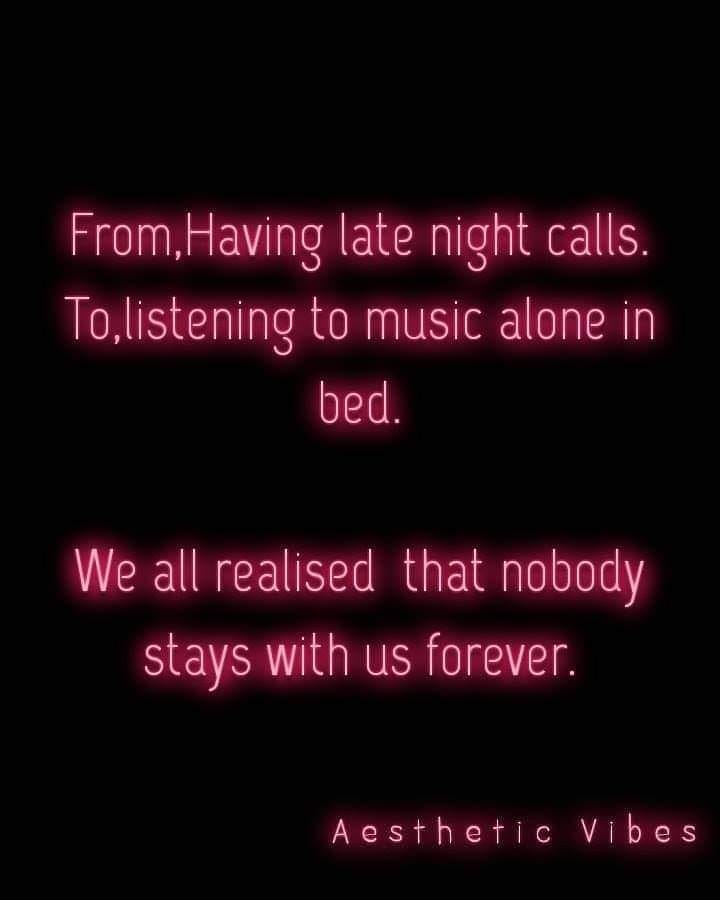 From,Having late night calls.
To,listening to music alone in
bed.
We all realised  that nobody
stays with us forever.
Aesthetic Vibes